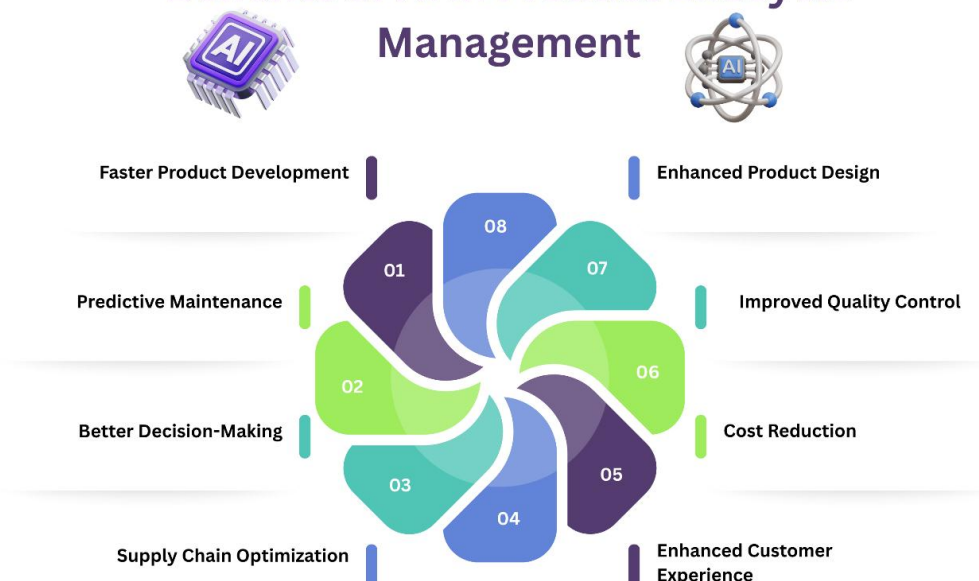 Management
AI
AI
Faster Product Development
Enhanced Product Design
08
01
07
Predictive Maintenance
Improved Quality Control
02
06
Better Decision-Making
Cost Reduction
03
05
04
Supply Chain Optimization
Enhanced Customer
Experience